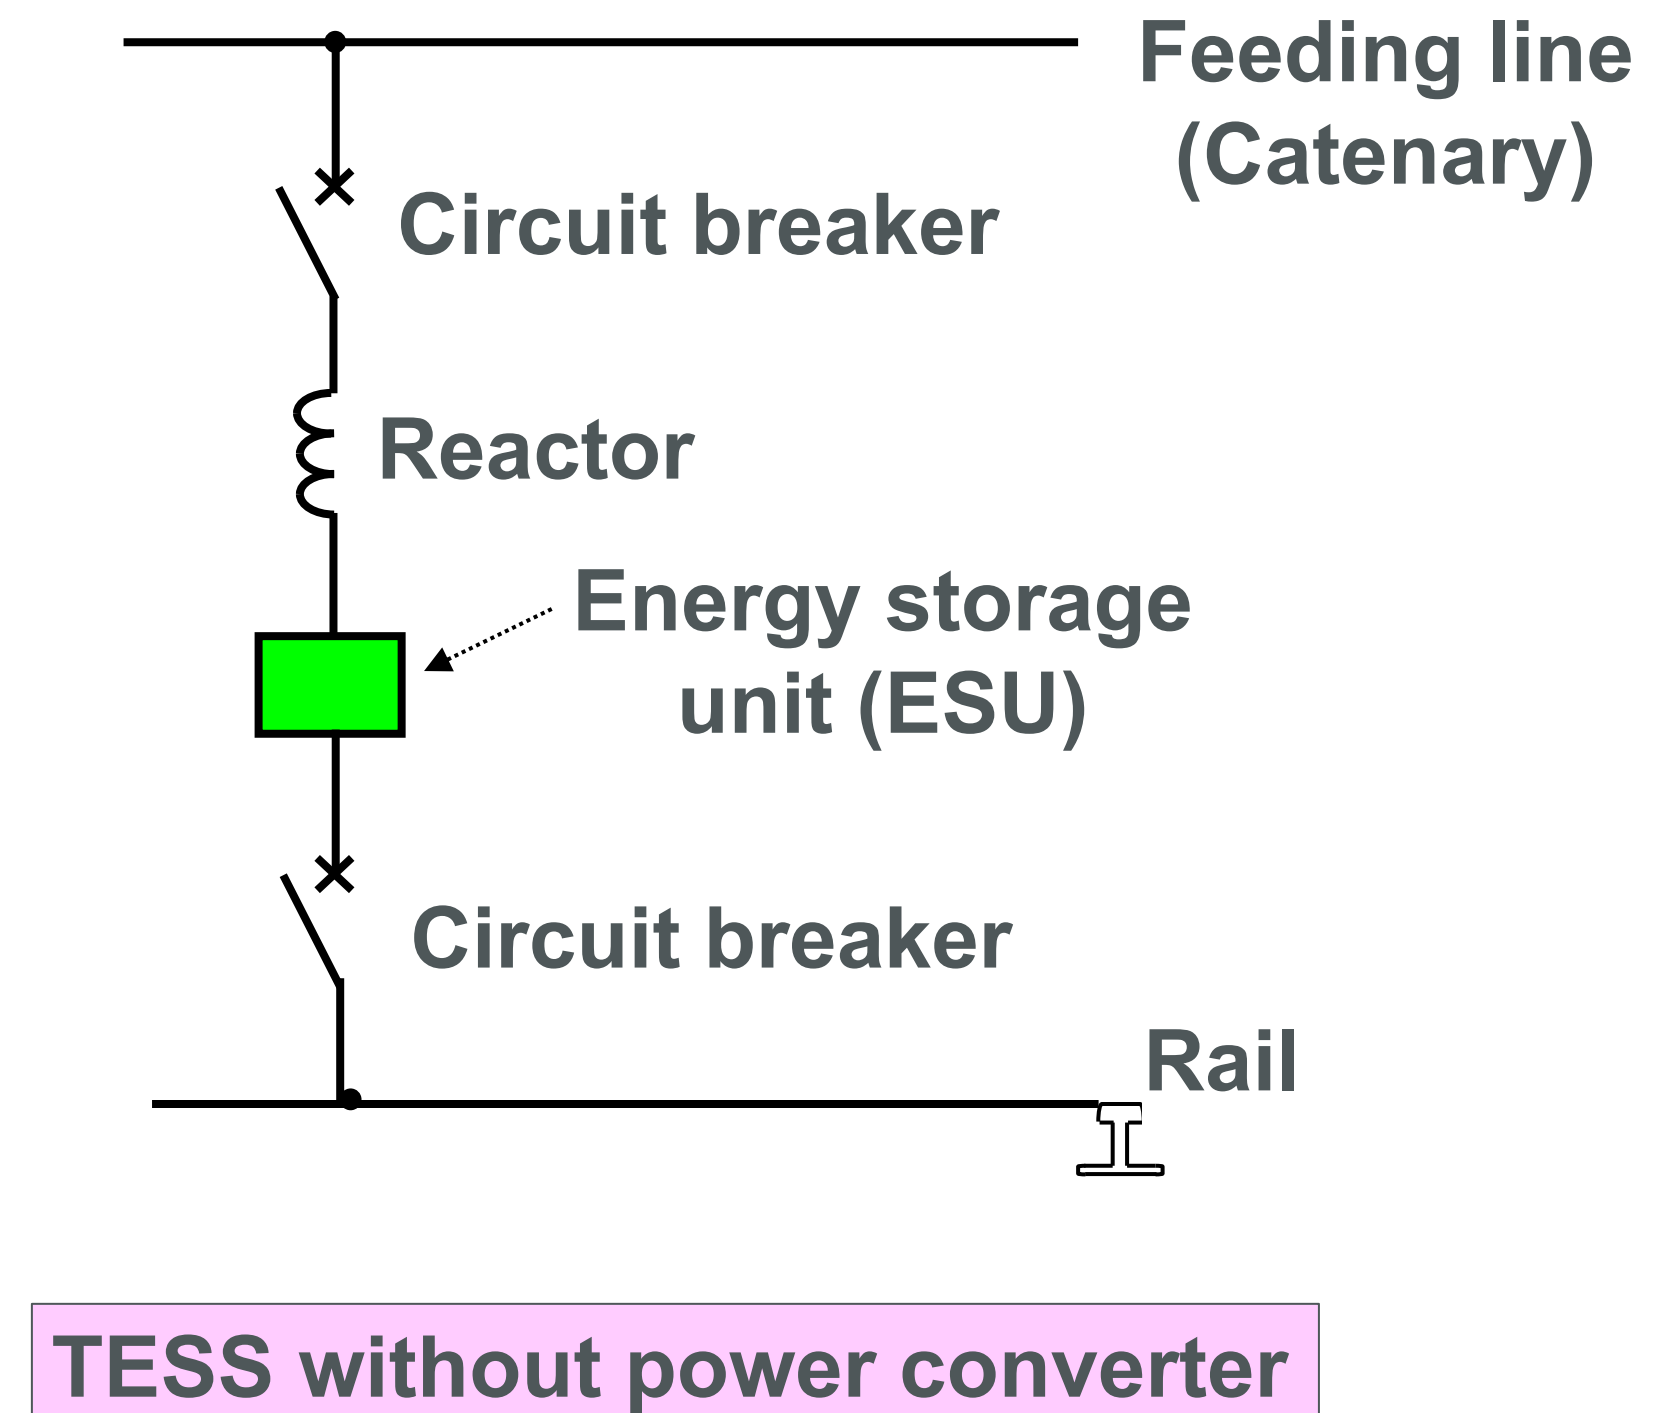 Feeding line
(Catenary)
Circuit breaker
Reactor
Energy storage
unit (ESU)
Circuit breaker
Rail
TESS without power converter